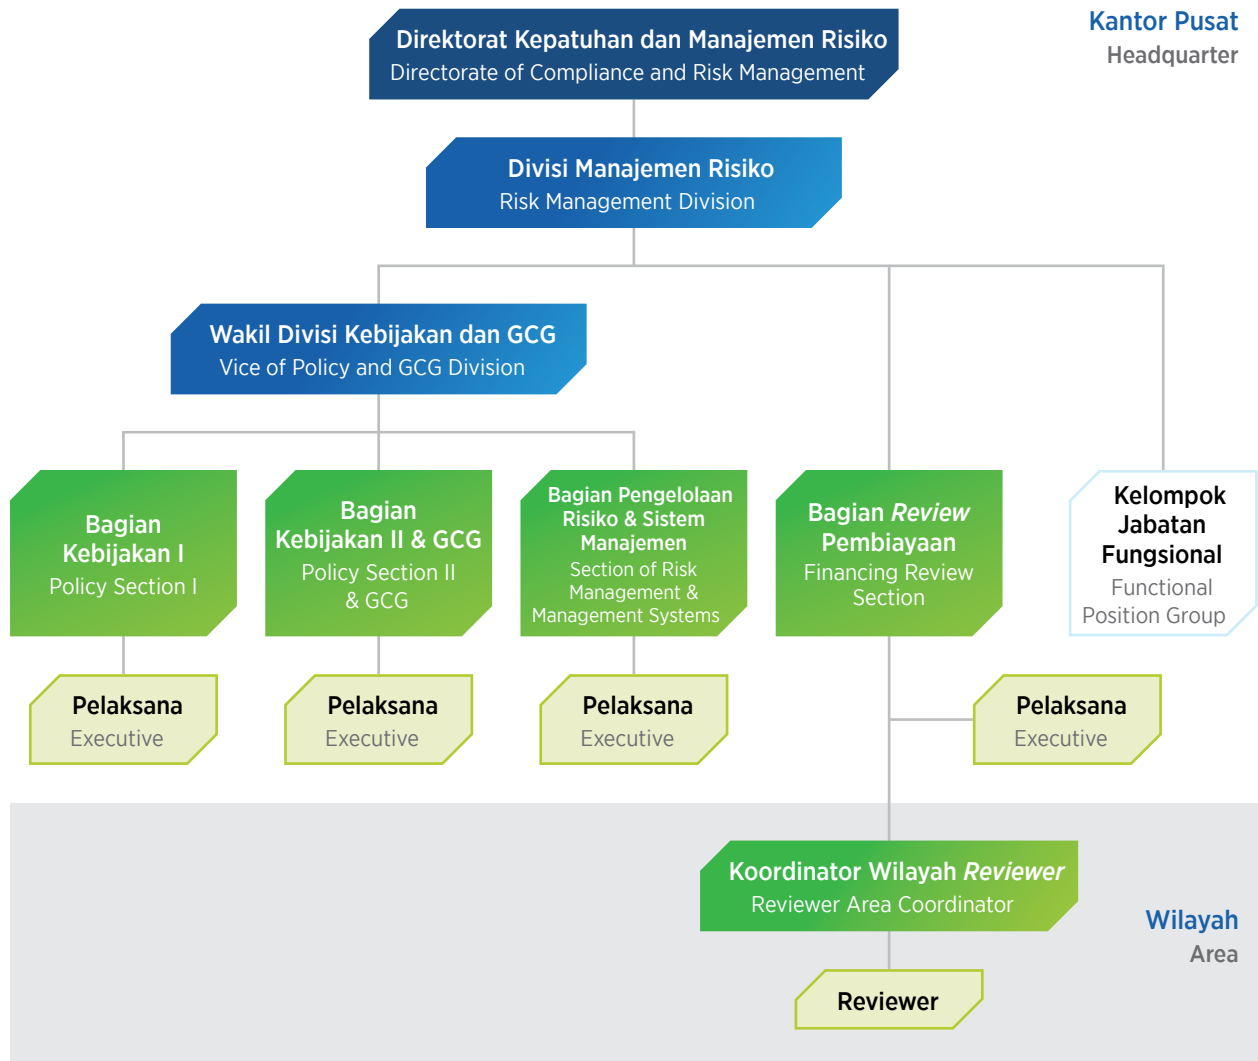 Kantor Pusat
Headquarter
Direktorat Kepatuhan dan Manajemen Risiko
Directorate of Compliance and Risk Management
Divisi Manajemen Risiko
Risk Management Division
Wakil Divisi Kebijakan dan GCG
Vice of Policy and GCG Division
Bagian
Kebijakan I
Policy Section I
Bagian
Kebijakan II & GCG
Policy Section II
& GCG
Bagian Pengelolaan
Risiko & Sistem
Manajemen
Section of Risk
Management &
Management Systems
Bagian Review
Pembiayaan
Financing Review
Section
Kelompok
Jabatan
Fungsional
Functional
Position Group
Pelaksana
Executive
Pelaksana
Executive
Pelaksana
Executive
Pelaksana
Executive
Koordinator Wilayah Reviewer
Reviewer Area Coordinator
Wilayah
Area
Reviewer